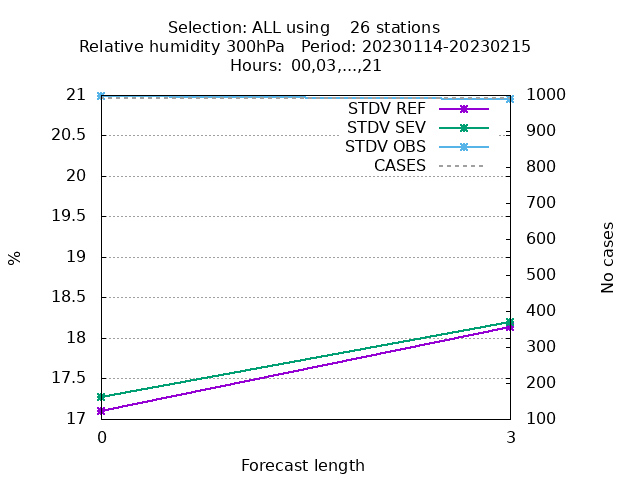 Selection: ALL using 26 stations
Relative humidity 300hPa Period: 20230114-20230215
Hours: 00,03,...,21
21
20.5
20
19.5
19
18.5
18
17.5
17
%
1000
900
800
700
600
500
400
300
200
100
No cases
STDV REF
STDV SEV
STDV OBS
CASES
0
3
Forecast length